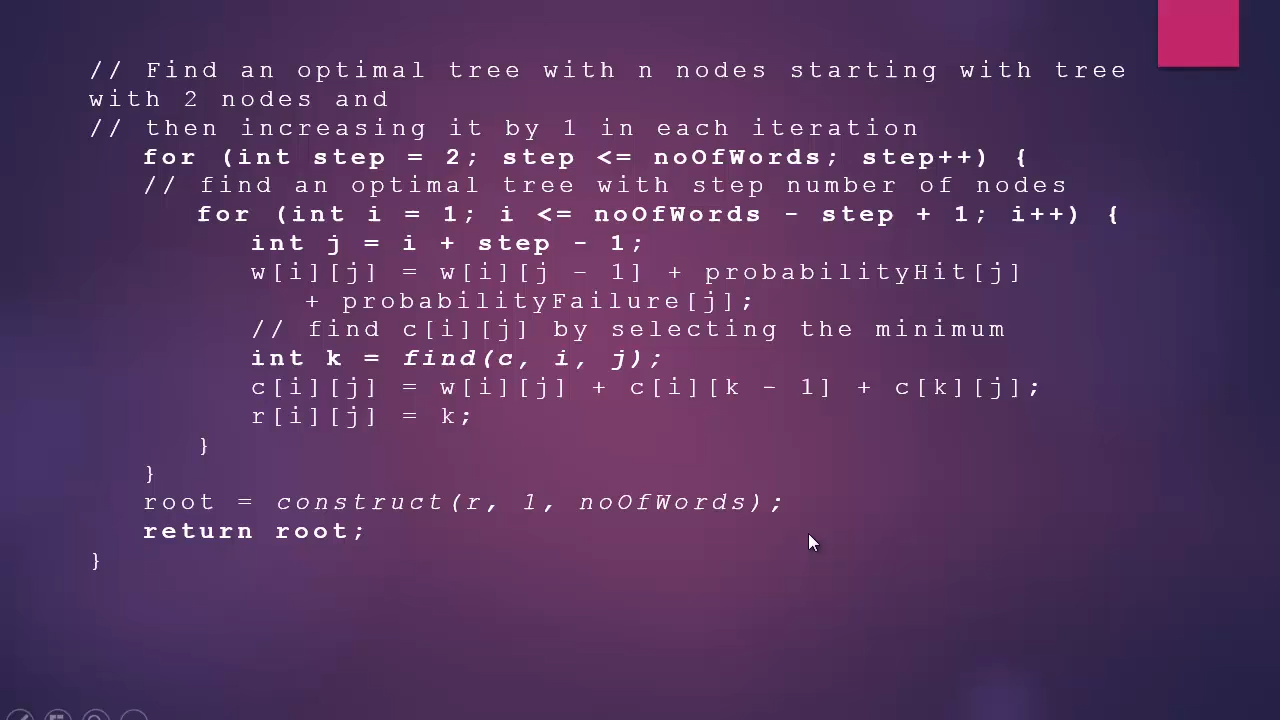 // Find an optimal tree with n nodes starting with tree
with 2 nodes and
// then increasing it by 1 in each iteration
for (int step = 2; step <= noOfWords; step++) {
// find an optimal tree with step number of nodes
for (int i = 1; i <= noOfWords - step + 1; i++) {
int j = i + step - 1;
w[i][j] = w[i][j - 1] + probabilityHit[j]
+ probabilityFailure[j];
// find c[i][j] by selecting the minimum
int k = find(c, i, j);
c[i][j] = w[i][j] + c[i][k - 1] + c[k][j];
r[i][j] = k;
}
}
root = construct(r, 1, noOfWords);
return root;
}